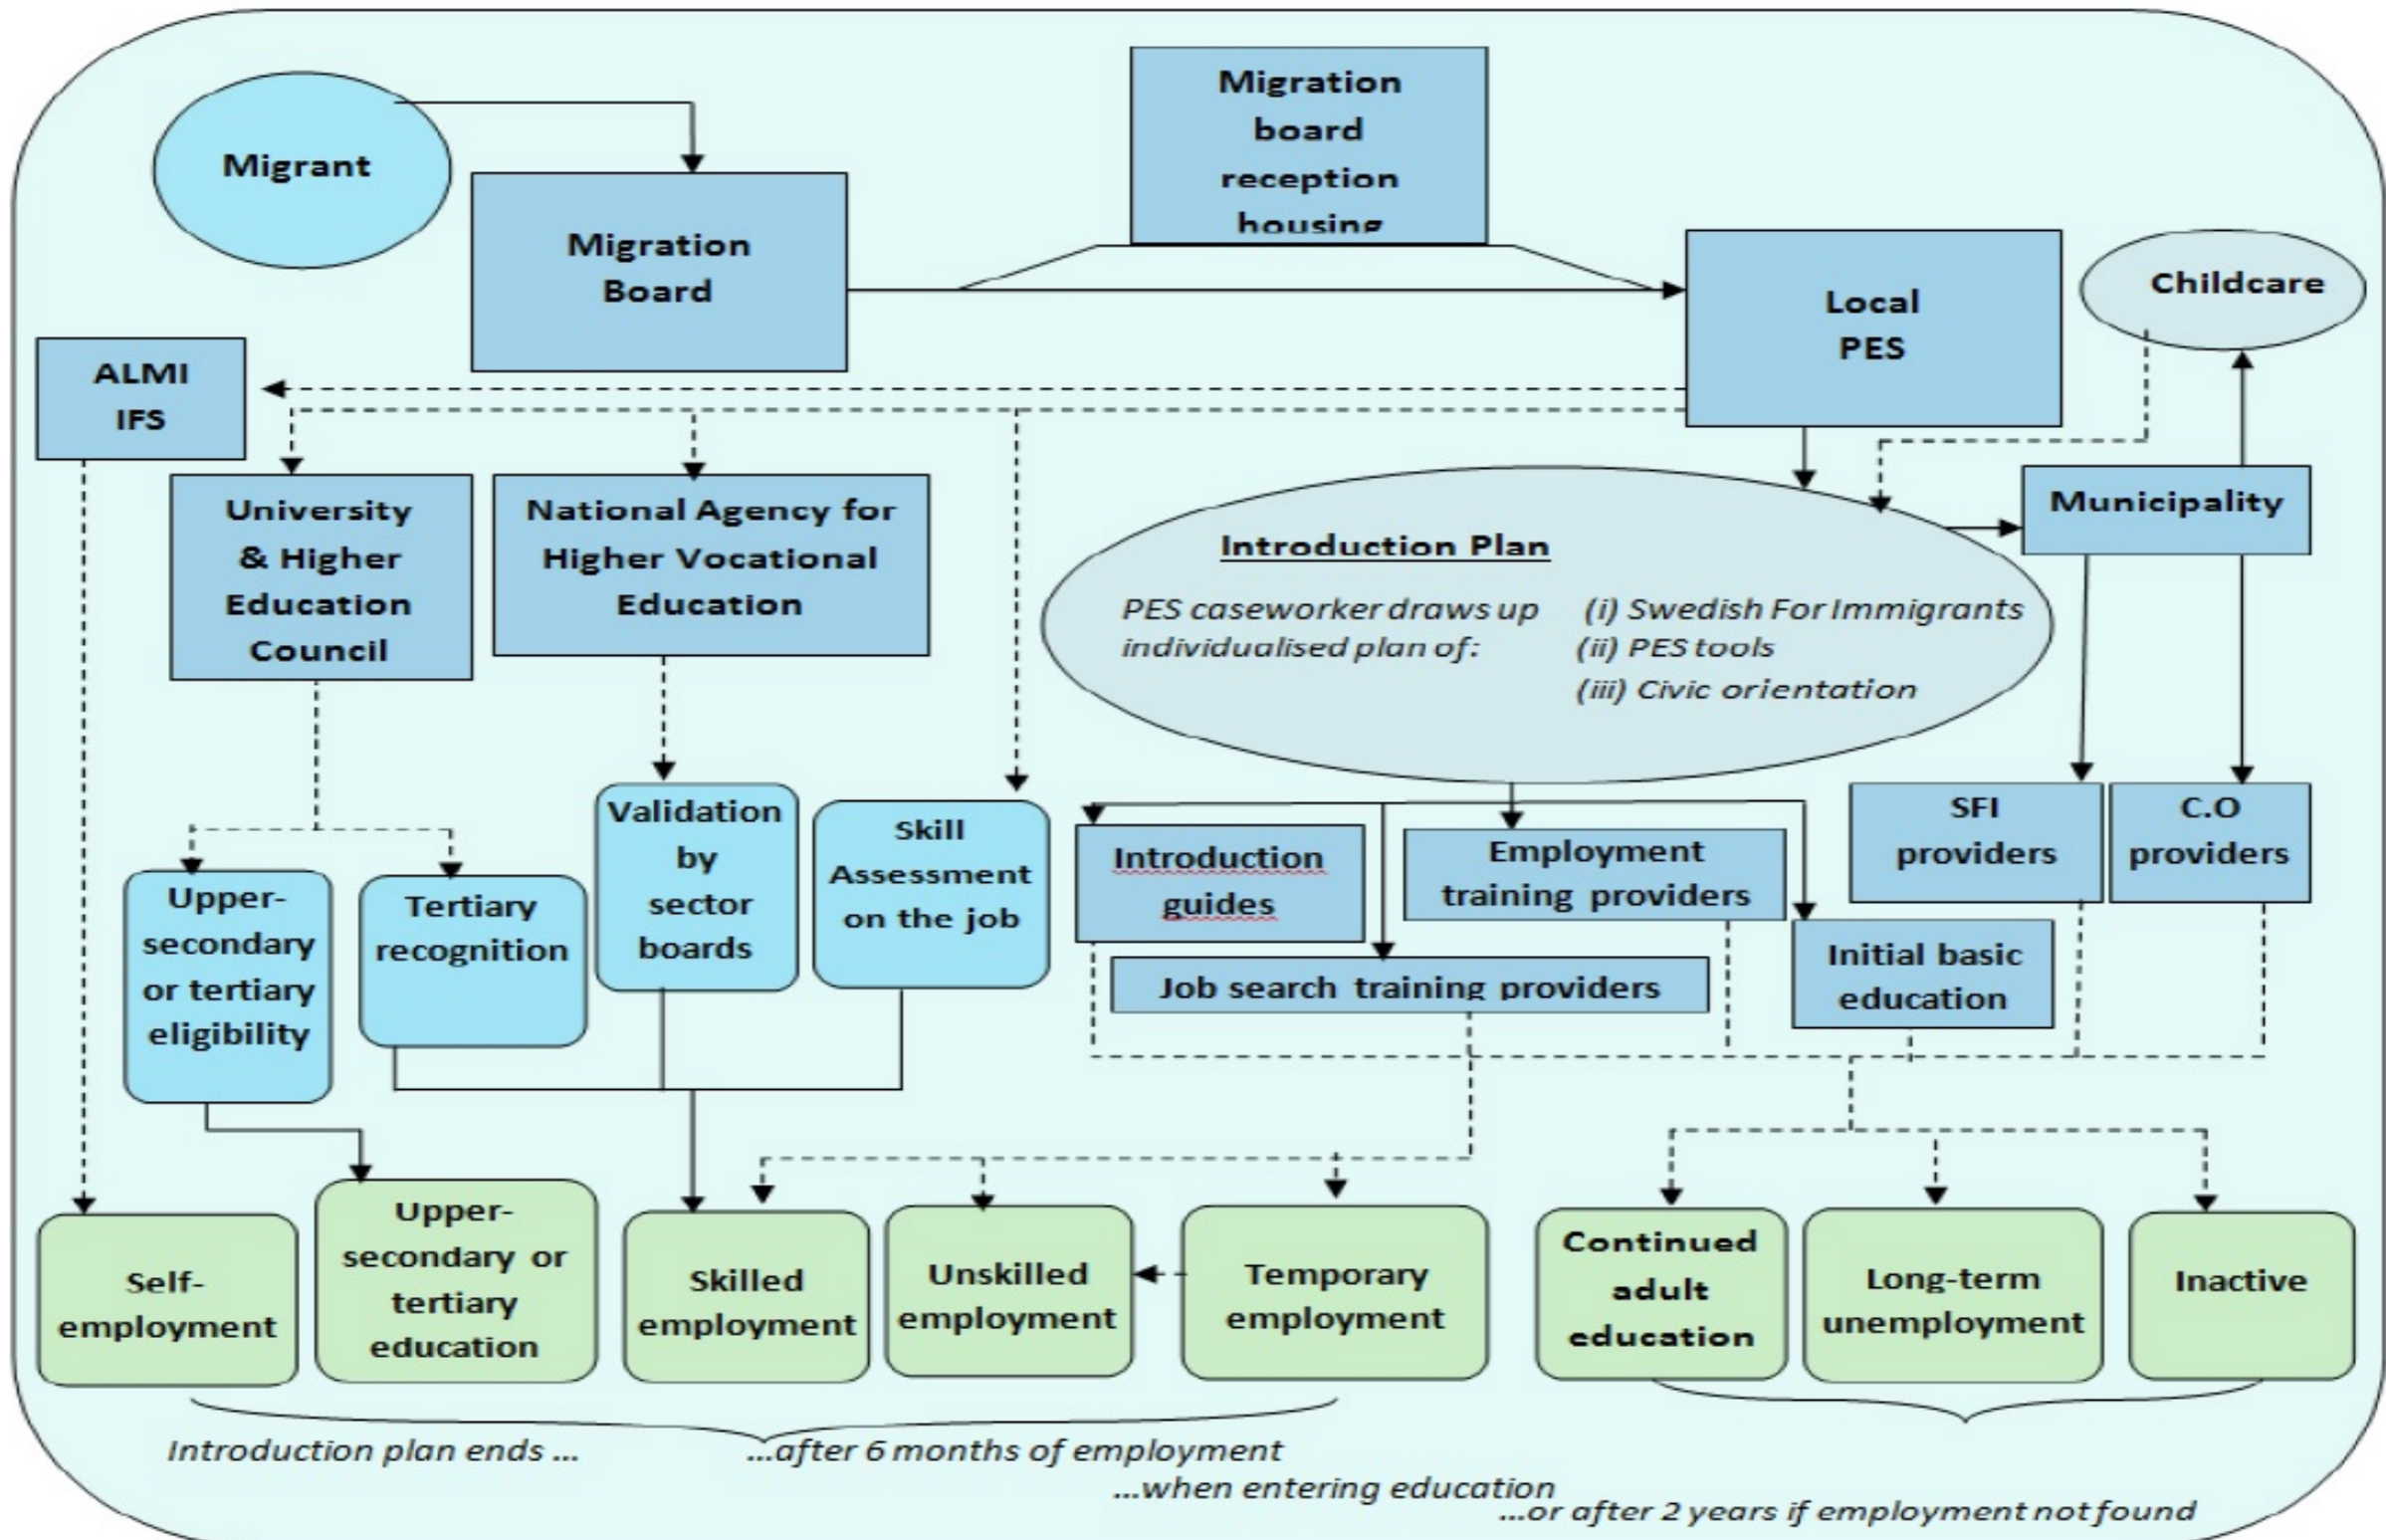 Migrant
Migration
Board
Migration
board
reception
housing
Local
PES
Childcare
ALMI
IFS
University
& Higher
Education
Council
National Agency for
Higher Vocational
Education
Introduction Plan
PES caseworker draws up
individualised plan of:
(i) Swedish For Immigrants
(ii) PES tools
(iii) Civic orientation
Municipality
Upper-
secondary
or tertiary
eligibility
Tertiary
recognition
Validation
by
sector
boards
Skill
Assessment
on the job
Introduction
guides
Employment
training providers
Job search training providers
Initial basic
education
SFI
providers
C.O
providers
Self-
employment
Upper-
secondary or
tertiary
education
Skilled
employment
Unskilled
employment
Temporary
employment
Continued
adult
education
Long-term
unemployment
Inactive
Introduction plan ends ...
...after 6 months of employment
...when entering education
...or after 2 years if employment not found